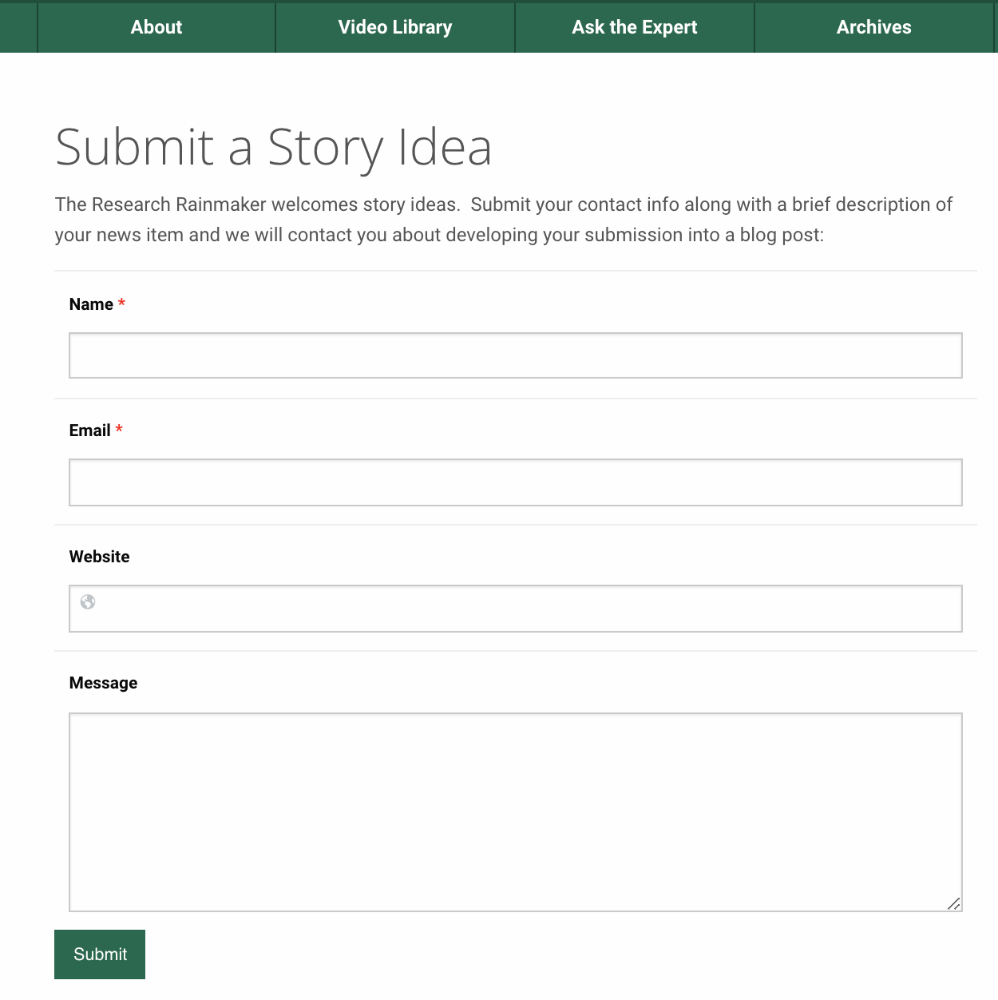 About Video Library Ask the Expert Archives
Submit a Story Idea
The Research Rainmaker welcomes story ideas.  Submit your contact info along with a brief description of
your news item and we will contact you about developing your submission into a blog post:
Name *
Email *
Website
Message
Submit